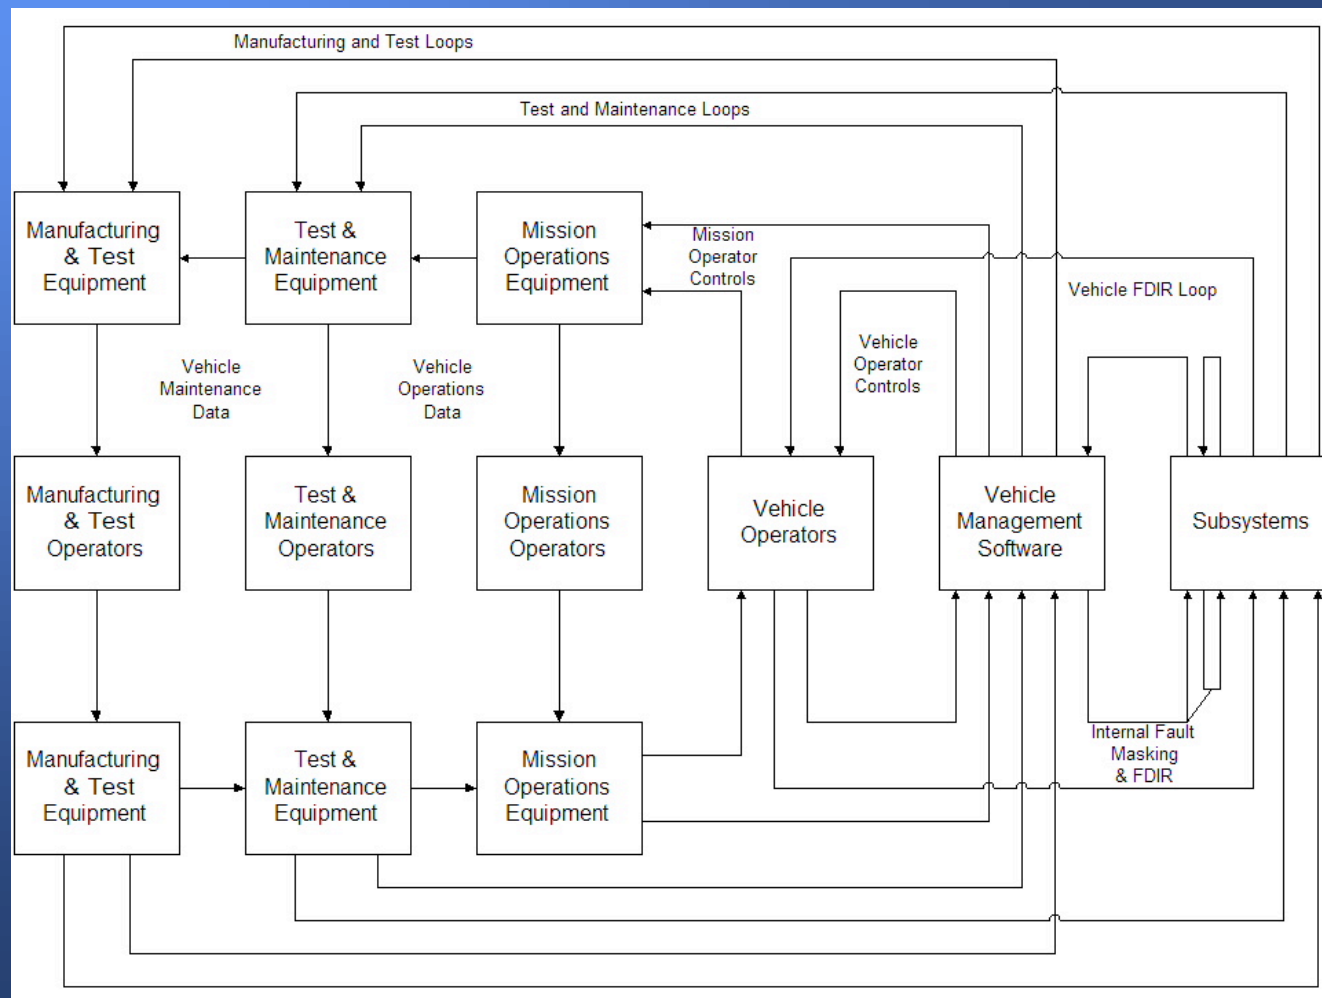 Manufacturing and Test Loops
Test and Maintenance Loops
Manufacturing
& Test
Equipment
Test &
Maintenance
Equipment
Mission
Operations
Equipment
Mission
Operator
Controls
Vehicle FDIR Loop
Vehicle
Maintenance
Data
Vehicle
Operations
Data
Vehicle
Operator
Controls
Manufacturing
& Test
Operators
Test &
Maintenance
Operators
Mission
Operations
Operators
Vehicle
Operators
Vehicle
Management
Software
Subsystems
Manufacturing
& Test
Equipment
Test &
Maintenance
Equipment
Mission
Operations
Equipment
Internal Fault
Masking
& FDIR